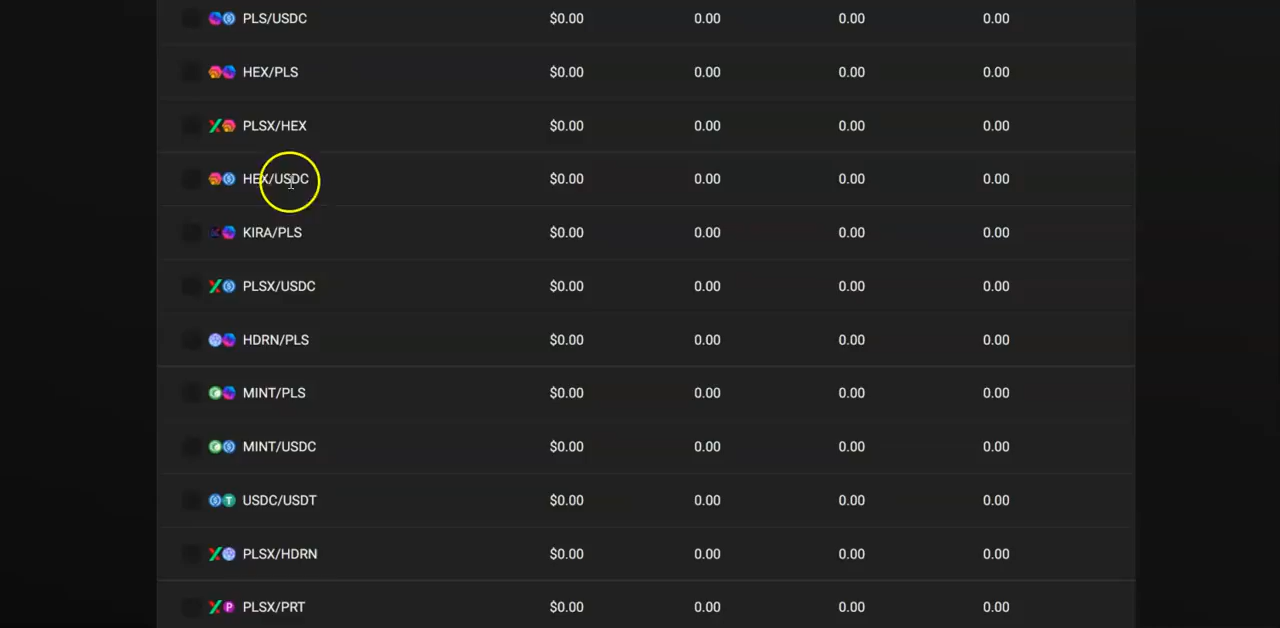 PLS/USDC $0.00 0.00 0.00 0.00
HEX/PLS $0.00 0.00 0.00 0.00
PLSX/HEX $0.00 0.00 0.00 0.00
HEX/USDC $0.00 0.00 0.00 0.00
KIRA/PLS $0.00 0.00 0.00 0.00
PLSX/USDC $0.00 0.00 0.00 0.00
HDRN/PLS $0.00 0.00 0.00 0.00
MINT/PLS $0.00 0.00 0.00 0.00
MINT/USDC $0.00 0.00 0.00 0.00
USDC/USDT $0.00 0.00 0.00 0.00
PLSX/HDRN $0.00 0.00 0.00 0.00
PLSX/PRT $0.00 0.00 0.00 0.00